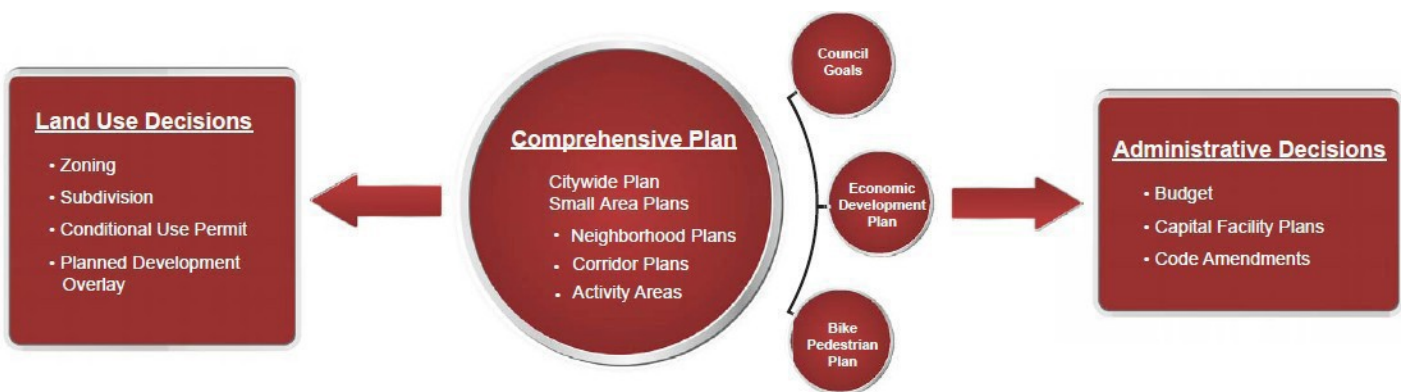 Land Use Decisions
• Zoning
• Subdivision
• Conditional Use Permit
• Planned Development
Overlay
Comprehensive Plan
Citywide Plan
Small Area Plans
• Neighborhood Plans
• Corridor Plans
• Activity Areas
Council
Goals
Economic
Development
Plan
Bike
Pedestrian
Plan
Administrative Decisions
• Budget
• Capital Facility Plans
• Code Amendments